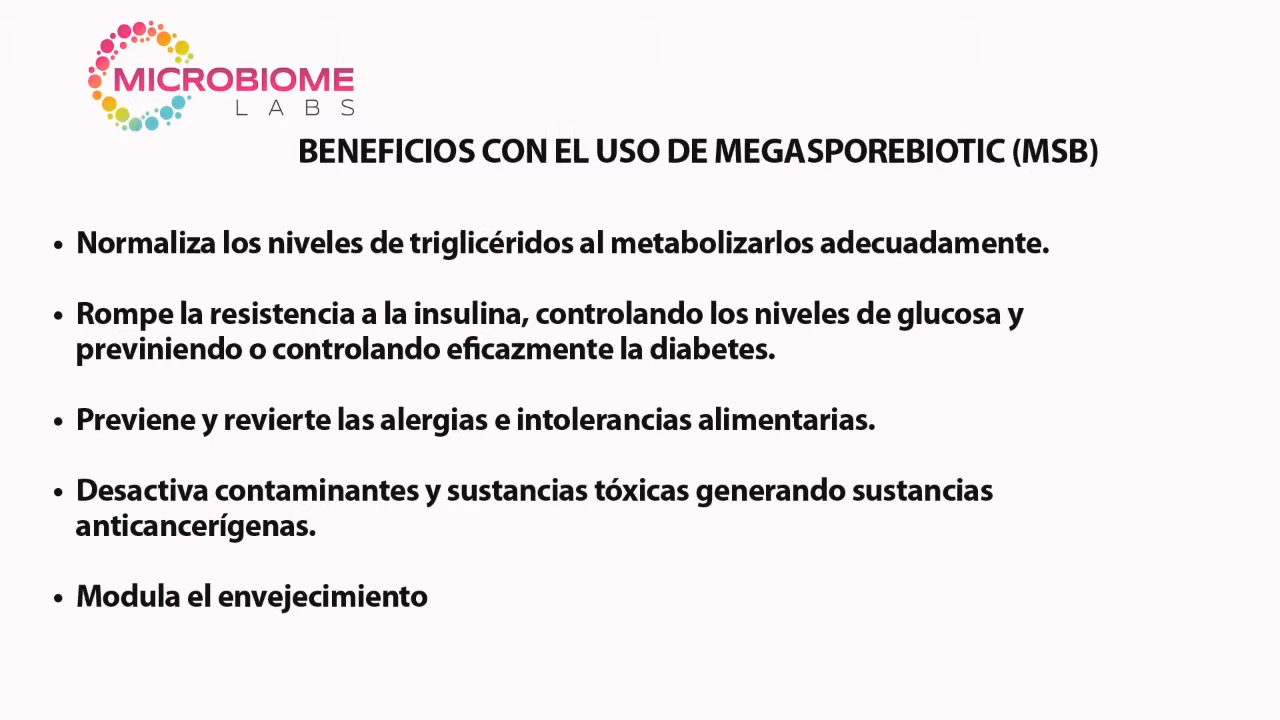 MICROBIOME
LABS
BENEFICIOS CON EL USO DE MEGASPOREBIOTIC (MSB)
• Normaliza los niveles de triglicéridos al metabolizarlos adecuadamente.
• Rompe la resistencia a la insulina, controlando los niveles de glucosa y
previniendo o controlando eficazmente la diabetes.
• Previene y revierte las alergias e intolerancias alimentarias.
• Desactiva contaminantes y sustancias tóxicas generando sustancias
anticancerígenas.
• Modula el envejecimiento